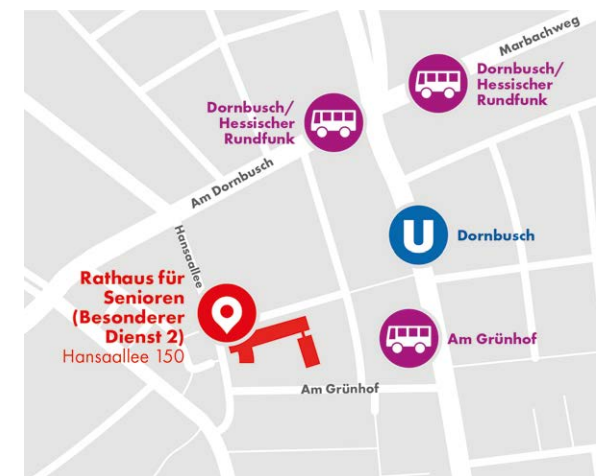 Marbachweg
Dornbusch/
Hessischer
Rundfunk
Dornbusch/
Hessischer
Rundfunk
Am Dornbusch
Hansaallee
U
Dornbusch
Rathaus für
Senioren
(Besonderer
Dienst 2)
Hansaallee 150
Am Grünhof
Am Grünhof